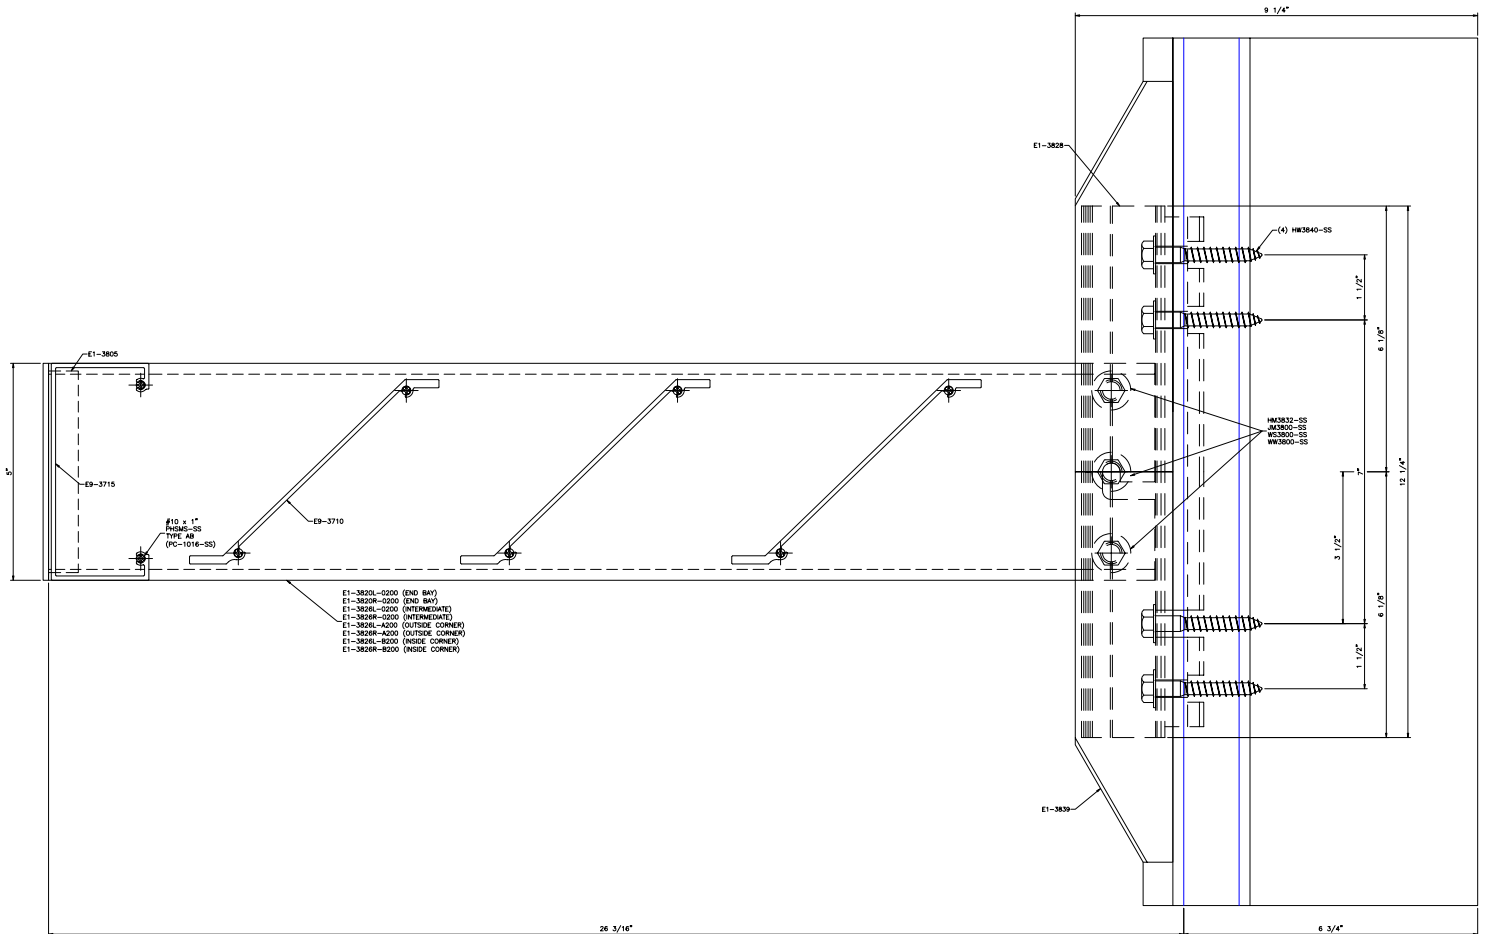 9 1/4"
E1-3828
(4) HW3840-SS
1 1/2"
6 1/8"
E1-3805
HM3832-SS
JM3800-SS
WS3800-SS
WW3800-SS
5"
7"
12 1/4"
E9-3715
E9-3710
#10 x 1"
PHSMS-SS
TYPE AB
(PC-1016-SS)
3 1/2"
6 1/8"
E1-3820L-0200 (END BAY)
E1-3820R-0200 (END BAY)
E1-3826L-0200 (INTERMEDIATE)
E1-3826R-0200 (INTERMEDIATE)
E1-3826L-A200 (OUTSIDE CORNER)
E1-3826R-A200 (OUTSIDE CORNER)
E1-3826L-B200 (INSIDE CORNER)
E1-3826R-B200 (INSIDE CORNER)
1 1/2"
E1-3839
26 3/16"
6 3/4"